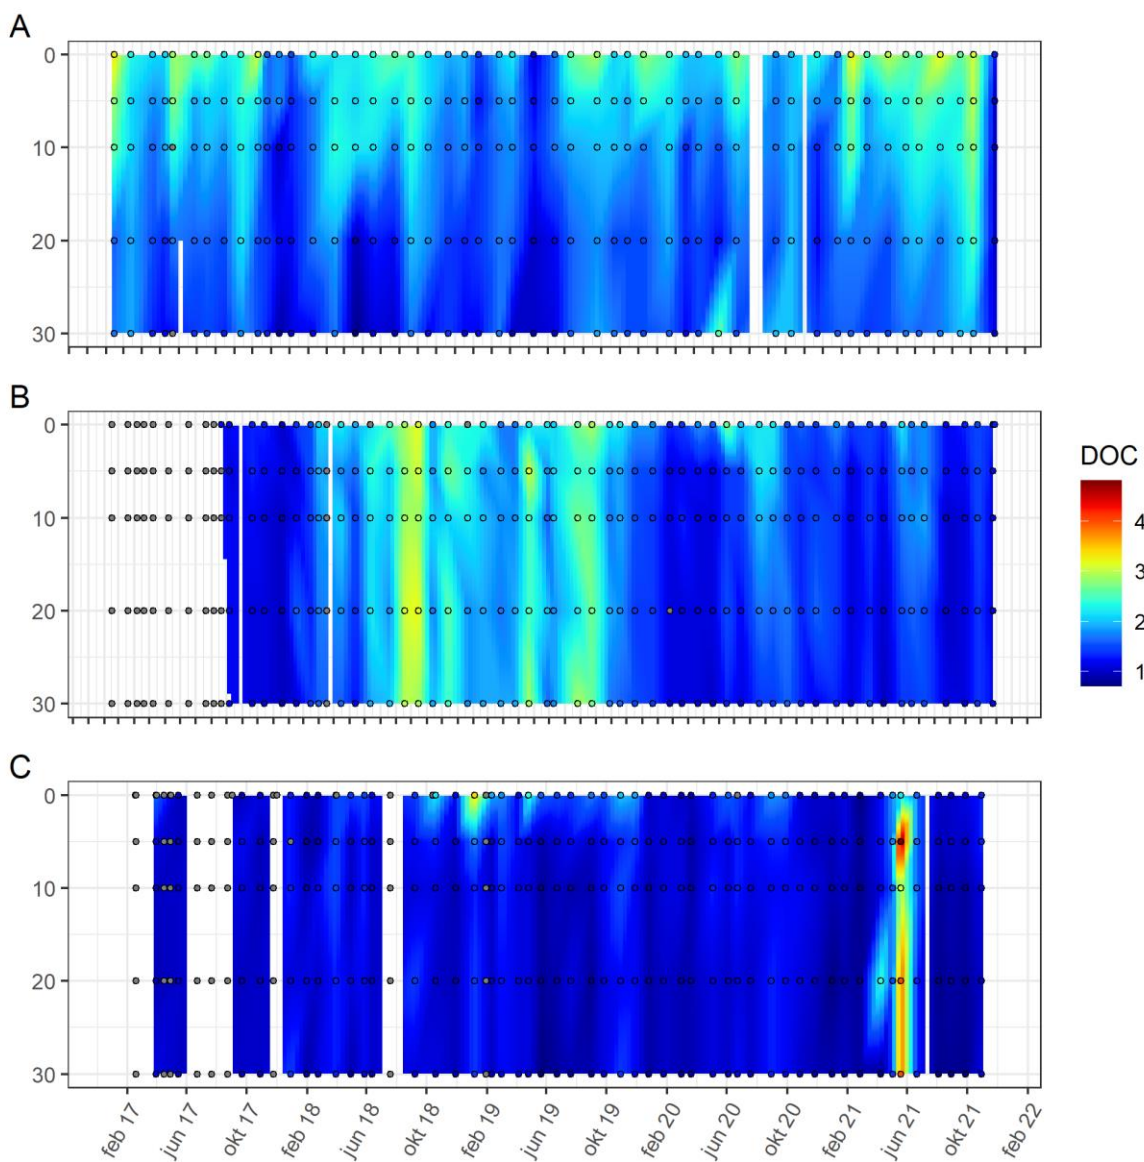 A
0
10
20
30
B
0
10
20
30
DOC
4
3
2
1
C
0
10
20
30
feb 17
jun 17
okt 17
feb 18
jun 18
okt 18
feb 19
jun 19
okt 19
feb 20
jun 20
okt 20
feb 21
jun 21
okt 21
feb 22